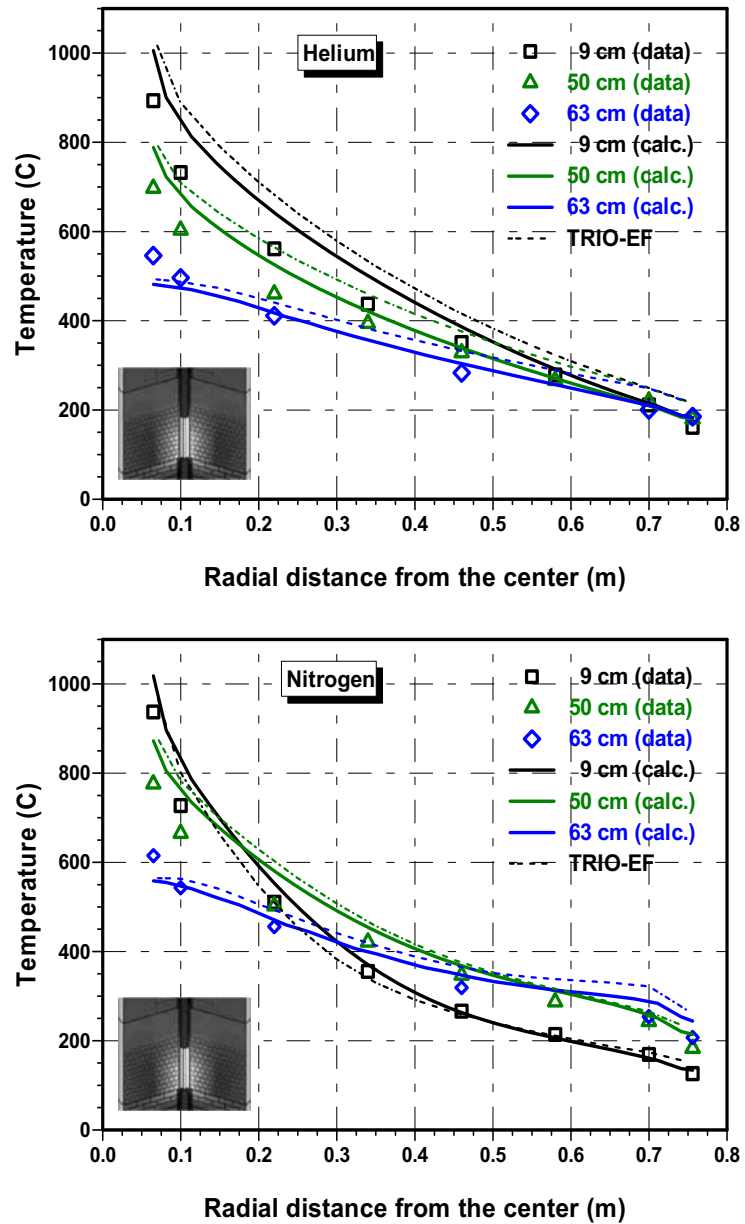 1000
800
600
400
200
0
Temperature (C)
Helium
9 cm (data)
50 cm (data)
63 cm (data)
9 cm (calc.)
50 cm (calc.)
63 cm (calc.)
TRIO-EF
0.0 0.1 0.2 0.3 0.4 0.5 0.6 0.7 0.8
Radial distance from the center (m)
1000
800
600
400
200
0
Temperature (C)
Nitrogen
9 cm (data)
50 cm (data)
63 cm (data)
9 cm (calc.)
50 cm (calc.)
63 cm (calc.)
TRIO-EF
0.0 0.1 0.2 0.3 0.4 0.5 0.6 0.7 0.8
Radial distance from the center (m)